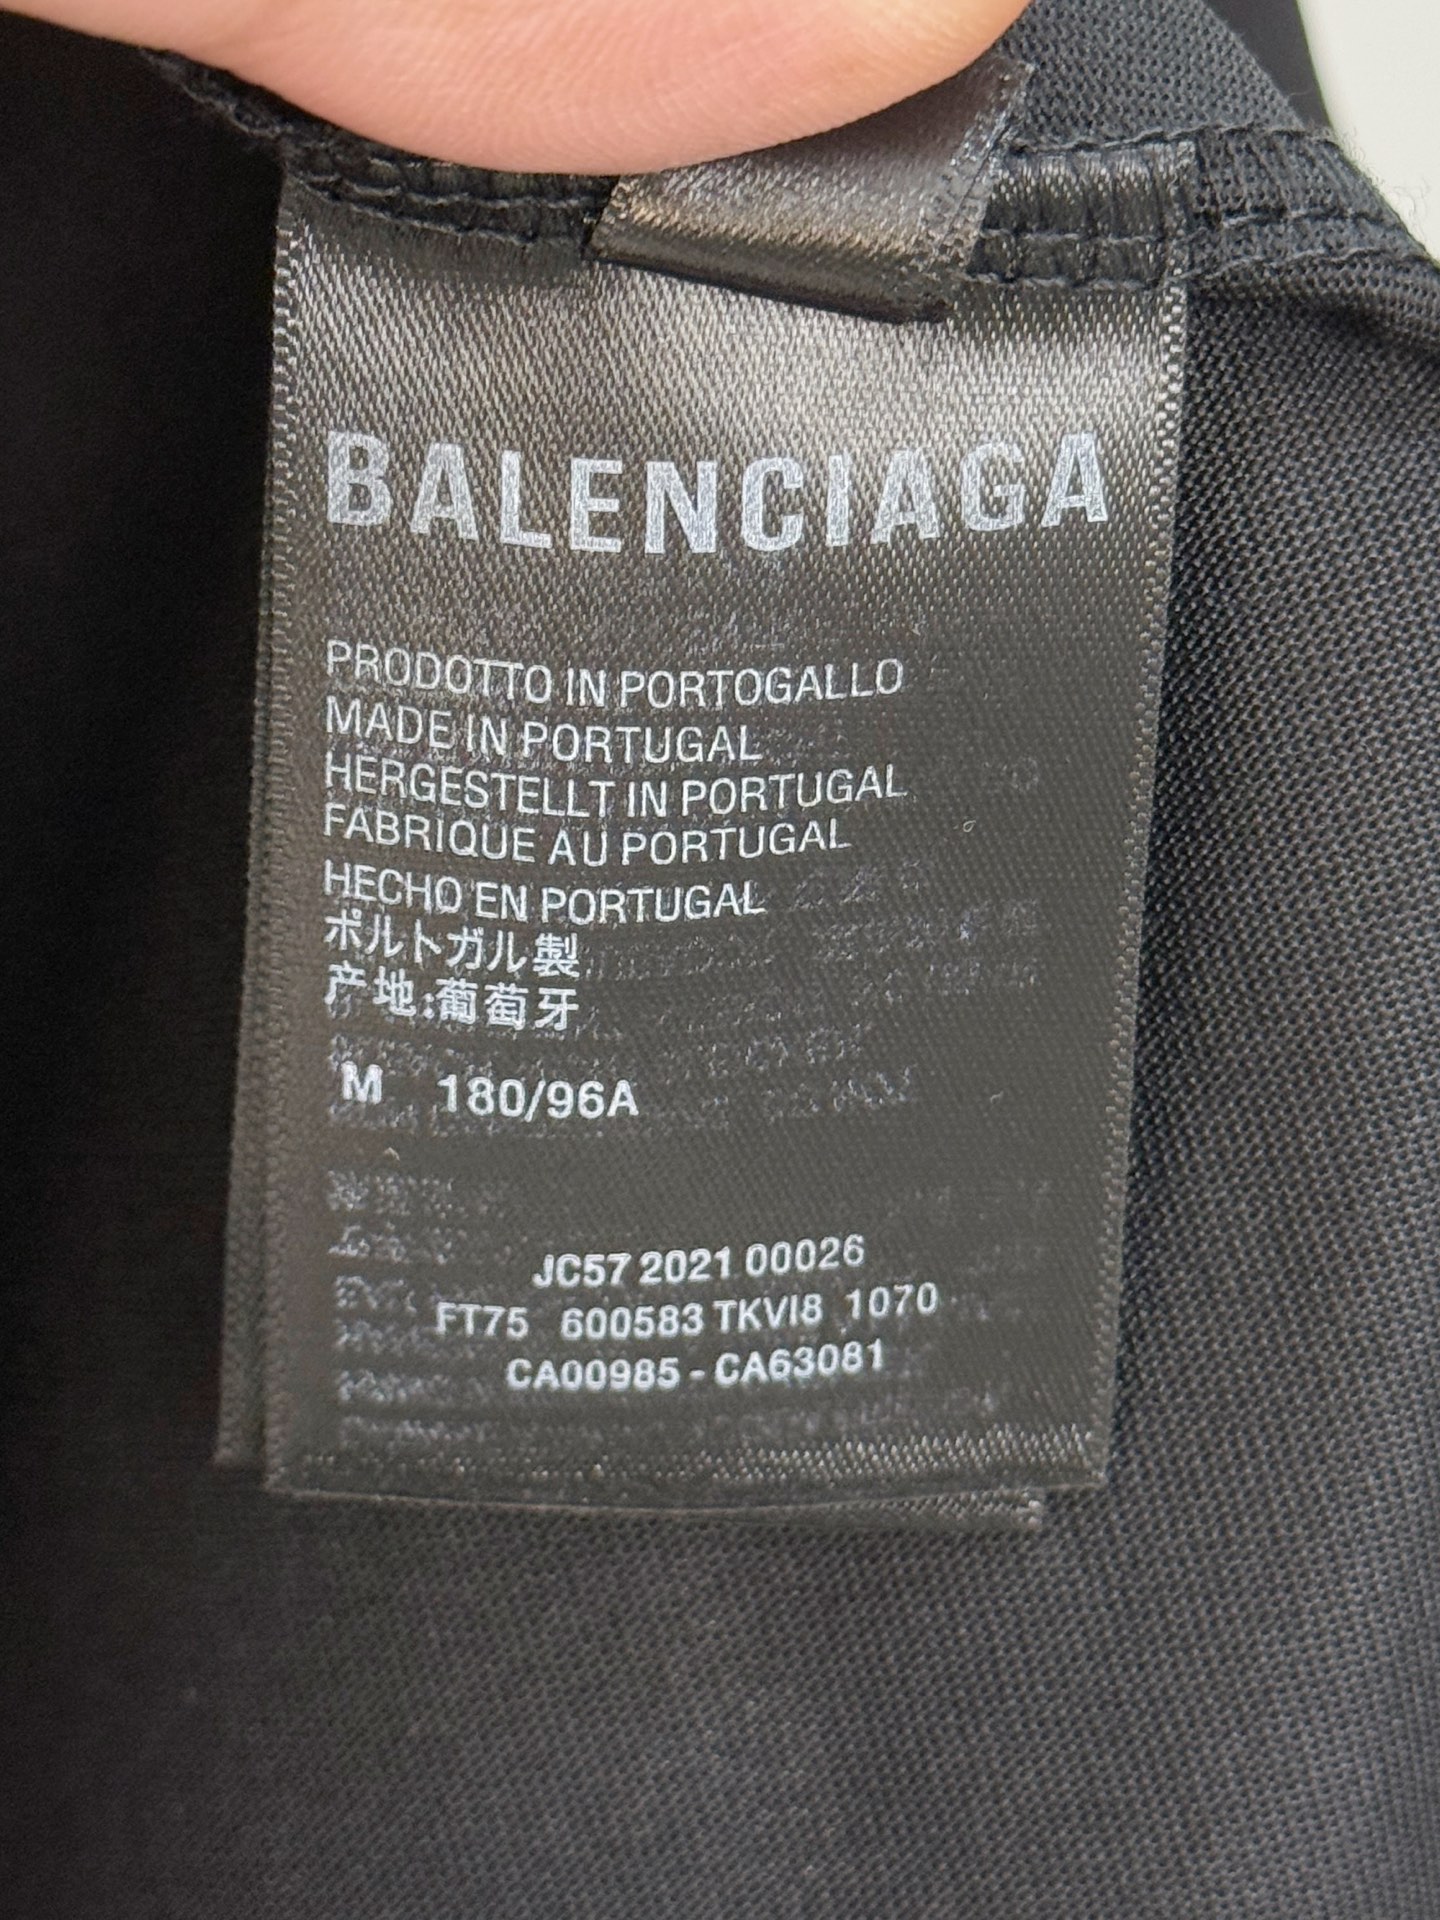 BALENCIAGA
PRODOTTO IN PORTOGALLO
MADE IN PORTUGAL
HERGESTELLT IN PORTUGAL
FABRIQUE AU PORTUGAL
HECHO EN PORTUGAL
ポルトガル製
产地:葡萄牙
M 180/96A
JC57 2021 00026
FT75 600583 TKVI8 1070
CA00985 - CA63081